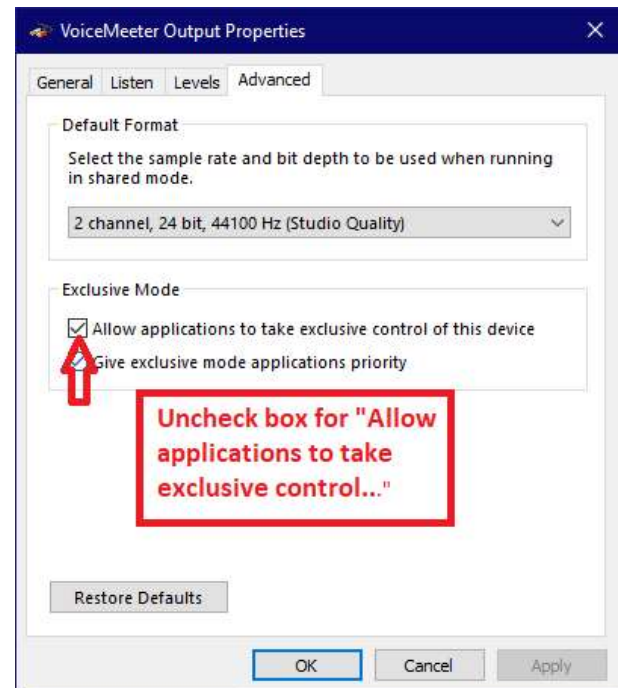 VoiceMeeter Output Properties
General Listen Levels Advanced
Default Format
Select the sample rate and bit depth to be used when running
in shared mode.
2 channel, 24 bit, 44100 Hz (Studio Quality)
Exclusive Mode
Allow applications to take exclusive control of this device
Give exclusive mode applications priority
Uncheck box for "Allow
applications to take
exclusive control..."
Restore Defaults
OK Cancel Apply